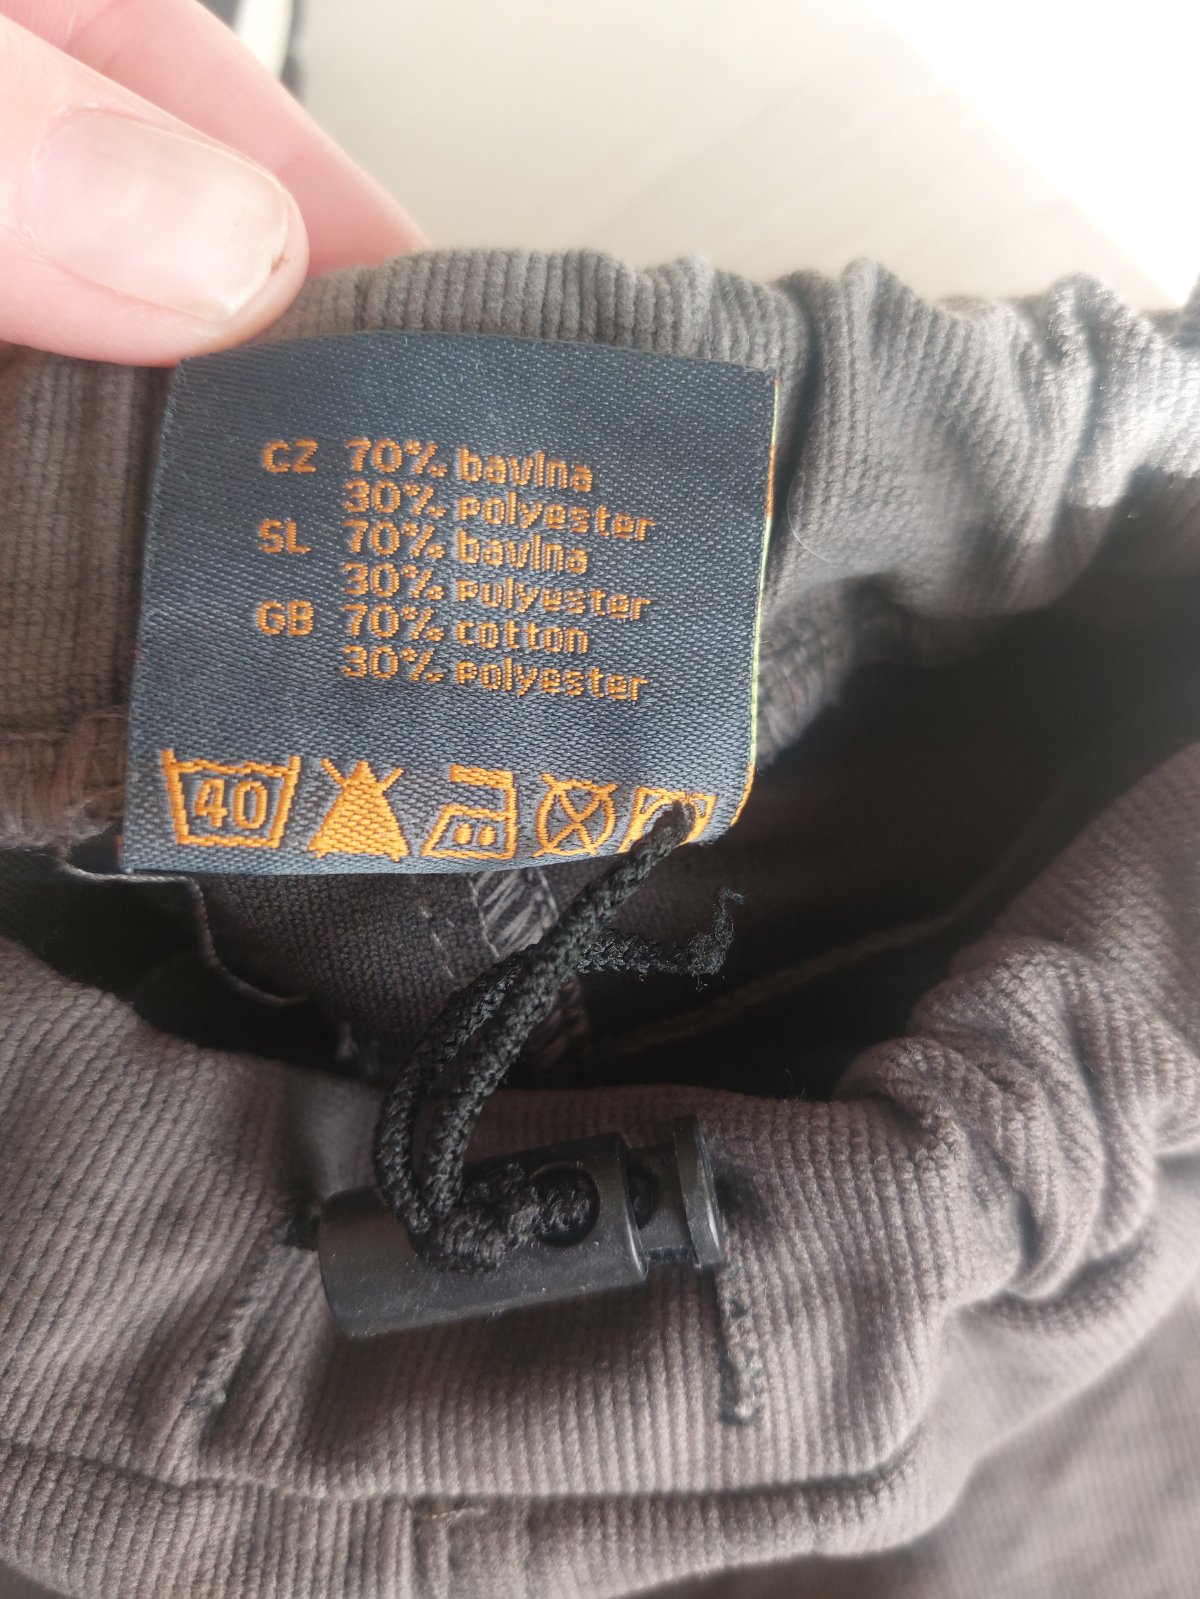 CZ 70% bavlna
30% polyester
SL 70% bavlna
30% polyester
GB 70% cotton
30% polyester
40